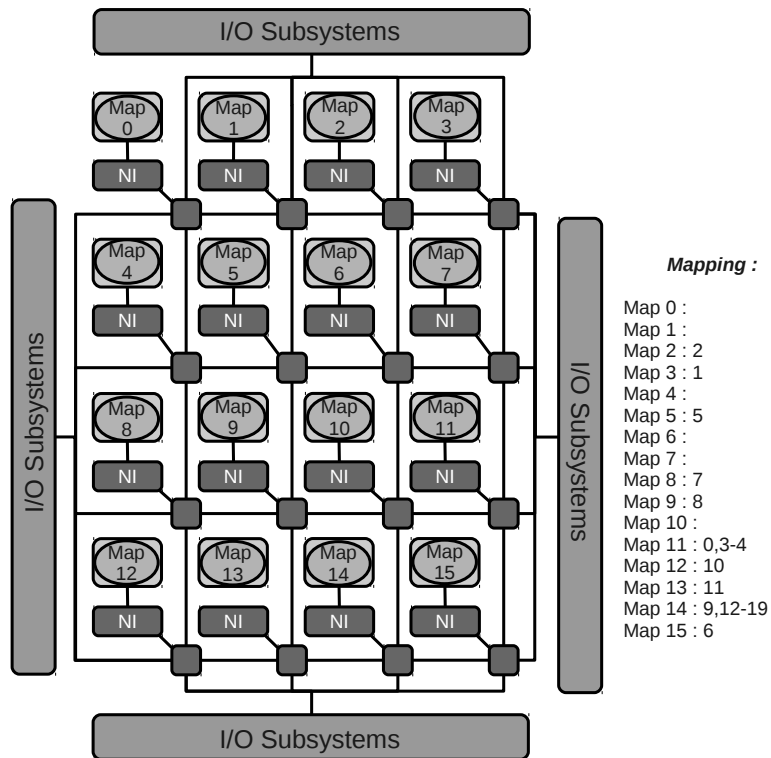 I/O Subsystems
Map
0
Map
1
Map
2
Map
3
NI
NI
NI
NI
I/O Subsystems
Map
4
Map
5
Map
6
Map
7
NI
NI
NI
NI
Map
8
Map
9
Map
10
Map
11
NI
NI
NI
NI
Map
12
Map
13
Map
14
Map
15
NI
NI
NI
NI
I/O Subsystems
I/O Subsystems
Mapping :
Map 0 :
Map 1 :
Map 2 : 2
Map 3 : 1
Map 4 :
Map 5 : 5
Map 6 :
Map 7 :
Map 8 : 7
Map 9 : 8
Map 10 :
Map 11 : 0,3-4
Map 12 : 10
Map 13 : 11
Map 14 : 9,12-19
Map 15 : 6